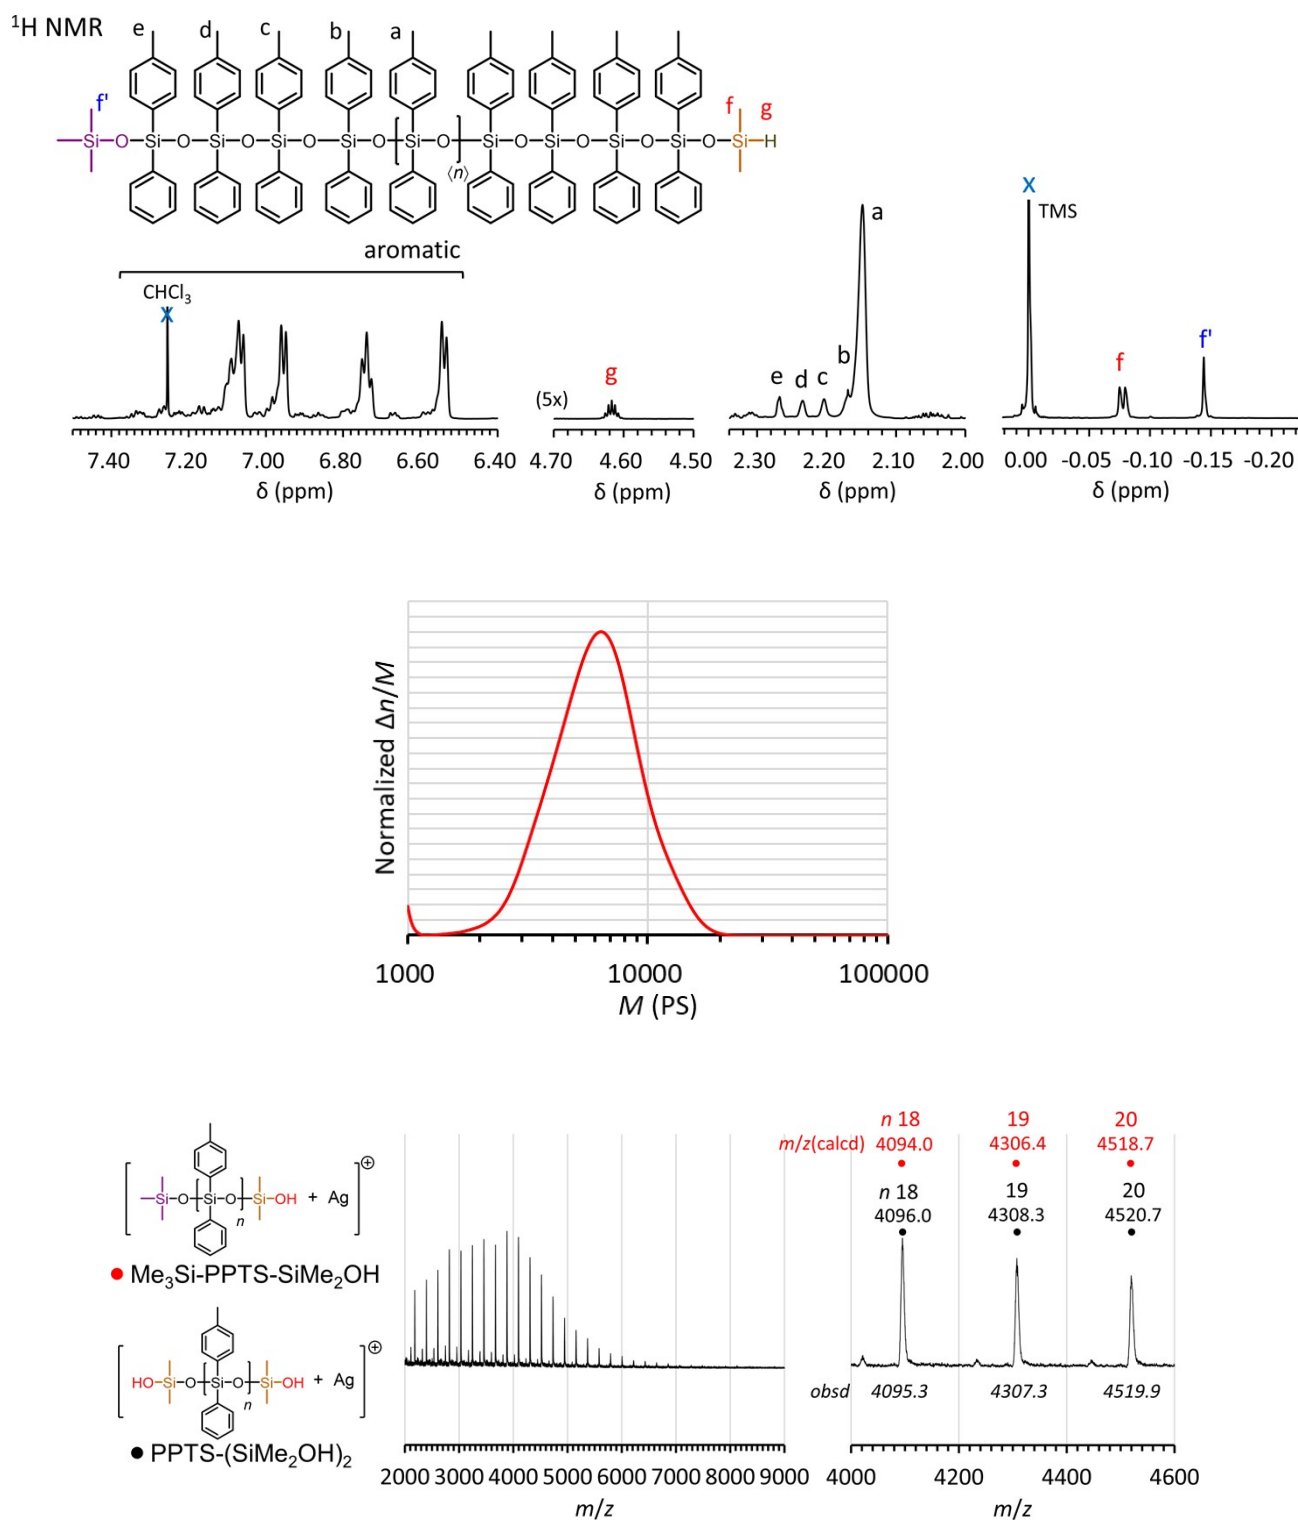 ¹H NMR
e d c b a
f' f g
Si O Si O Si O Si O Si O Si O Si O Si O Si O Si O Si O Si H
⟨n⟩
aromatic
CHCl₃
X
X
TMS
(5x)
g
e d c b a
f f'
7.40 7.20 7.00 6.80 6.60 6.40
δ (ppm)
4.70 4.60 4.50
δ (ppm)
2.30 2.20 2.10 2.00
δ (ppm)
0.00 -0.05 -0.10 -0.15 -0.20
δ (ppm)
Normalized Δn/M
1000 10000 100000
M (PS)
Si O Si O Si OH + Ag ⊕
n
Me₃Si-PPTS-SiMe₂OH
HO Si O Si O Si OH + Ag ⊕
n
PPTS-(SiMe₂OH)₂
2000 3000 4000 5000 6000 7000 8000 9000
m/z
n 18 19 20
m/z(calcd) 4094.0 4306.4 4518.7
n 18 19 20
4096.0 4308.3 4520.7
obsd 4095.3 4307.3 4519.9
4000 4200 4400 4600
m/z